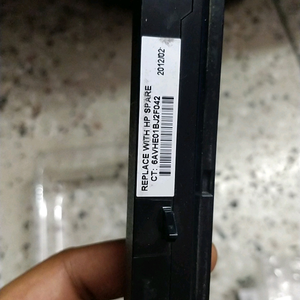 REPLACE WITH HP SPARE
CT: 6AVHE01BJ2F042
2012/02